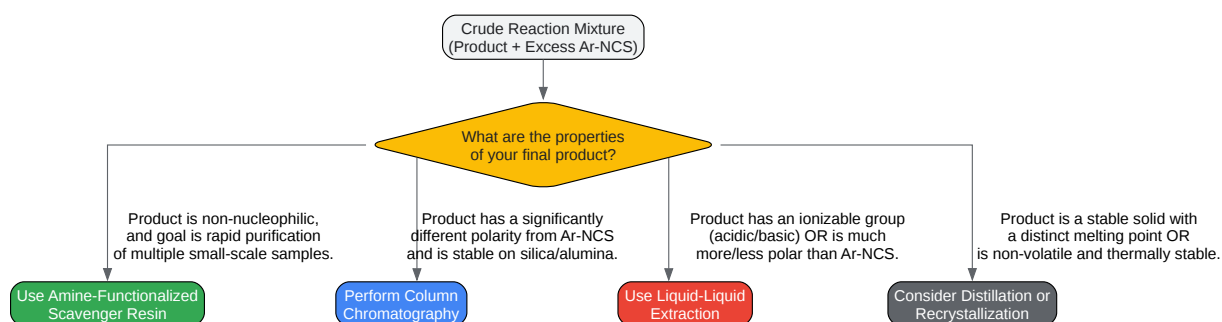 Crude Reaction Mixture
(Product + Excess Ar-NCS)
What are the properties
of your final product?
Product is non-nucleophilic,
and goal is rapid purification
of multiple small-scale samples.
Product has a significantly
different polarity from Ar-NCS
and is stable on silica/alumina.
Product has an ionizable group
(acidic/basic) OR is much
more/less polar than Ar-NCS.
Product is a stable solid with
a distinct melting point OR
is non-volatile and thermally stable.
Use Amine-Functionalized
Scavenger Resin
Perform Column
Chromatography
Use Liquid-Liquid
Extraction
Consider Distillation or
Recrystallization